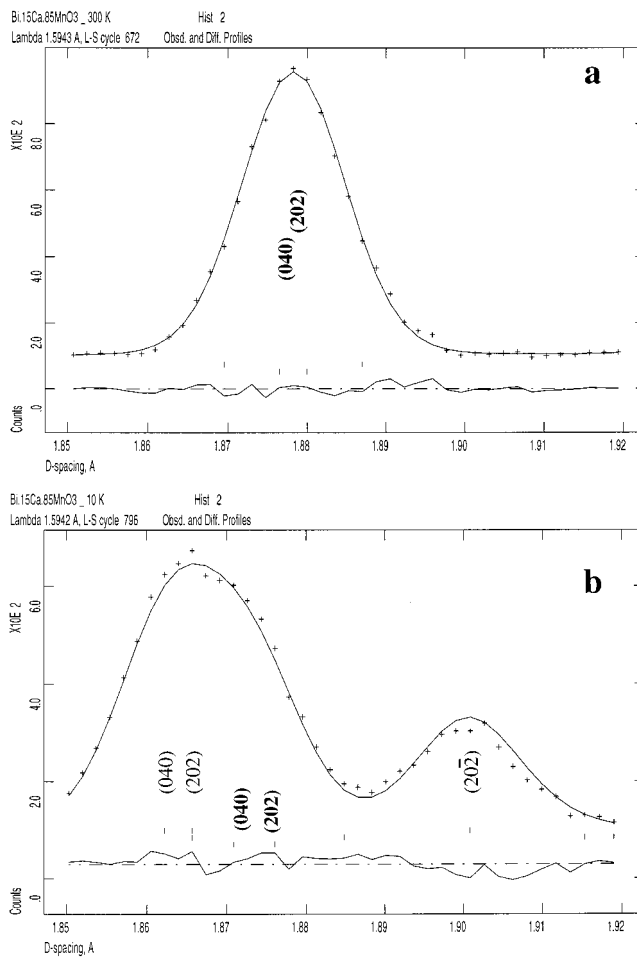 Bi.15Ca.85MnO3 _ 300 K Hist 2
Lambda 1.5943 A, L-S cycle 672 Obsd. and Diff. Profiles
a
X10E 2
8.0
6.0
4.0
2.0
.0
Counts
(040) (202)
1.85 1.86 1.87 1.88 1.89 1.90 1.91 1.92
D-spacing, A
Bi.15Ca.85MnO3 _ 10 K Hist 2
Lambda 1.5942 A, L-S cycle 796 Obsd. and Diff. Profiles
b
X10E 2
6.0
4.0
2.0
.0
Counts
(040) (202) (040) (202) (202̅)
1.85 1.86 1.87 1.88 1.89 1.90 1.91 1.92
D-spacing, A